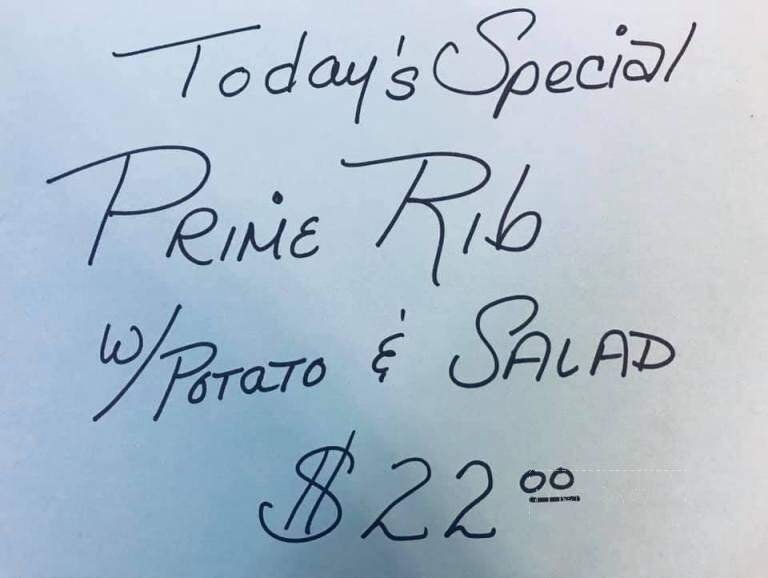 Today's Special
PRIME Rib
w/POTATO & SALAD
$22.00